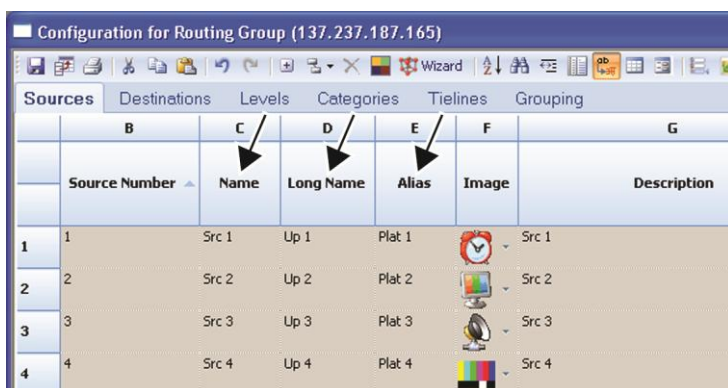 Configuration for Routing Group (137.237.187.165)
Wizard
Sources Destinations Levels Categories Tielines Grouping
B C D E F G
Source Number Name Long Name Alias Image Description
1 1 Src 1 Up 1 Plat 1 Src 1
2 2 Src 2 Up 2 Plat 2 Src 2
3 3 Src 3 Up 3 Plat 3 Src 3
4 4 Src 4 Up 4 Plat 4 Src 4